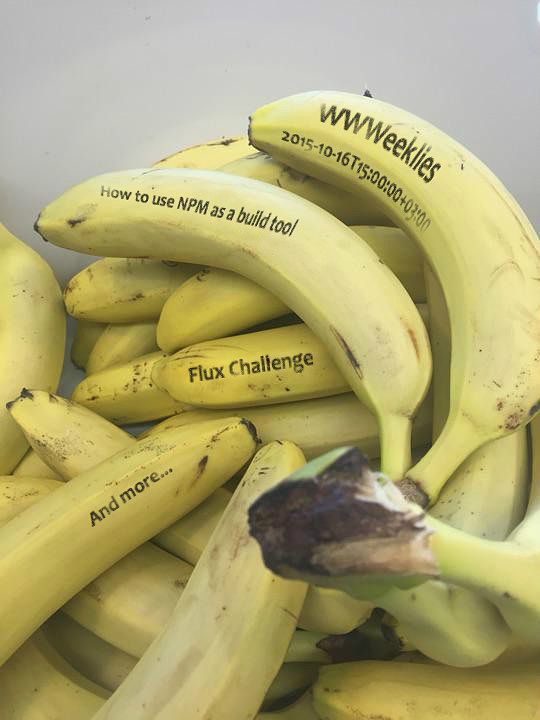 WWWeeklies
2015-10-16T15:00:00+03:00
How to use NPM as a build tool
Flux Challenge
And more...